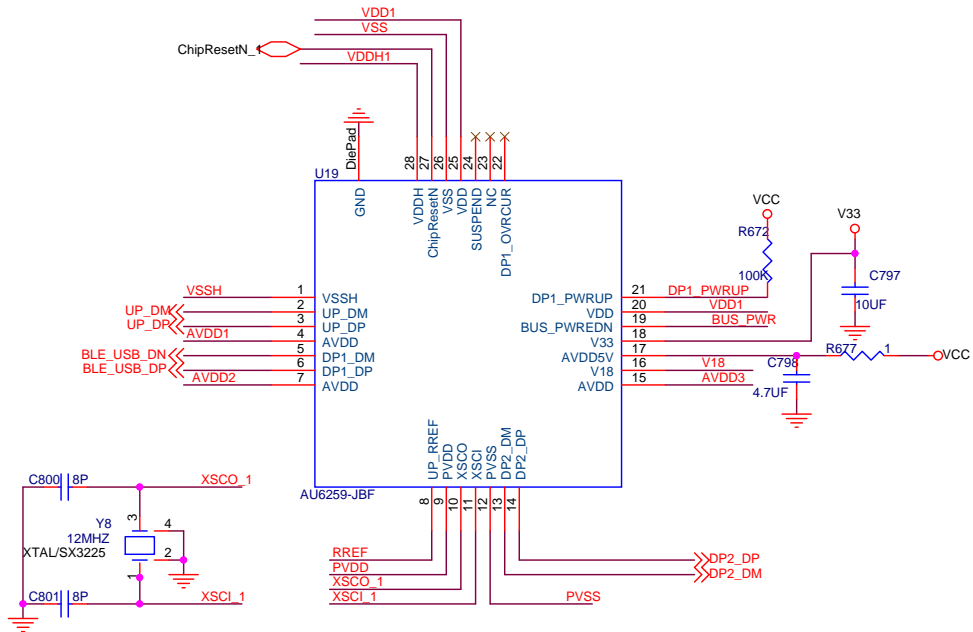 VDD1
VSS
ChipResetN_1
VDDH1
DiePad
28
27
26
25
24
23
22
U19
GND
VDDH
ChipResetN
VSS
VDD
SUSPEND
NC
DP1_OVRCUR
VCC
V33
R672
100K
C797
10UF
VSSH 1 VSSH
UP_DM 2 UP_DM
UP_DP 3 UP_DP
AVDD1 4 AVDD
BLE_USB_DN 5 DP1_DM
BLE_USB_DP 6 DP1_DP
AVDD2 7 AVDD
DP1_PWRUP 21 DP1_PWRUP
VDD 20 VDD1
BUS_PWREDN 19 BUS_PWR
V33 18
AVDD5V 17
V18 16 V18
AVDD 15 AVDD3
R677 1 VCC
C798
4.7UF
UP_RREF
PVDD
XSCO
XSCI
PVSS
DP2_DM
DP2_DP
AU6259-JBF
8
9
10
11
12
13
14
C800 8P XSCO_1
Y8
12MHZ
XTAL/SX3225
3
4
2
1
C801 8P XSCI_1
RREF
PVDD
XSCO_1
XSCI_1
PVSS
DP2_DP
DP2_DM